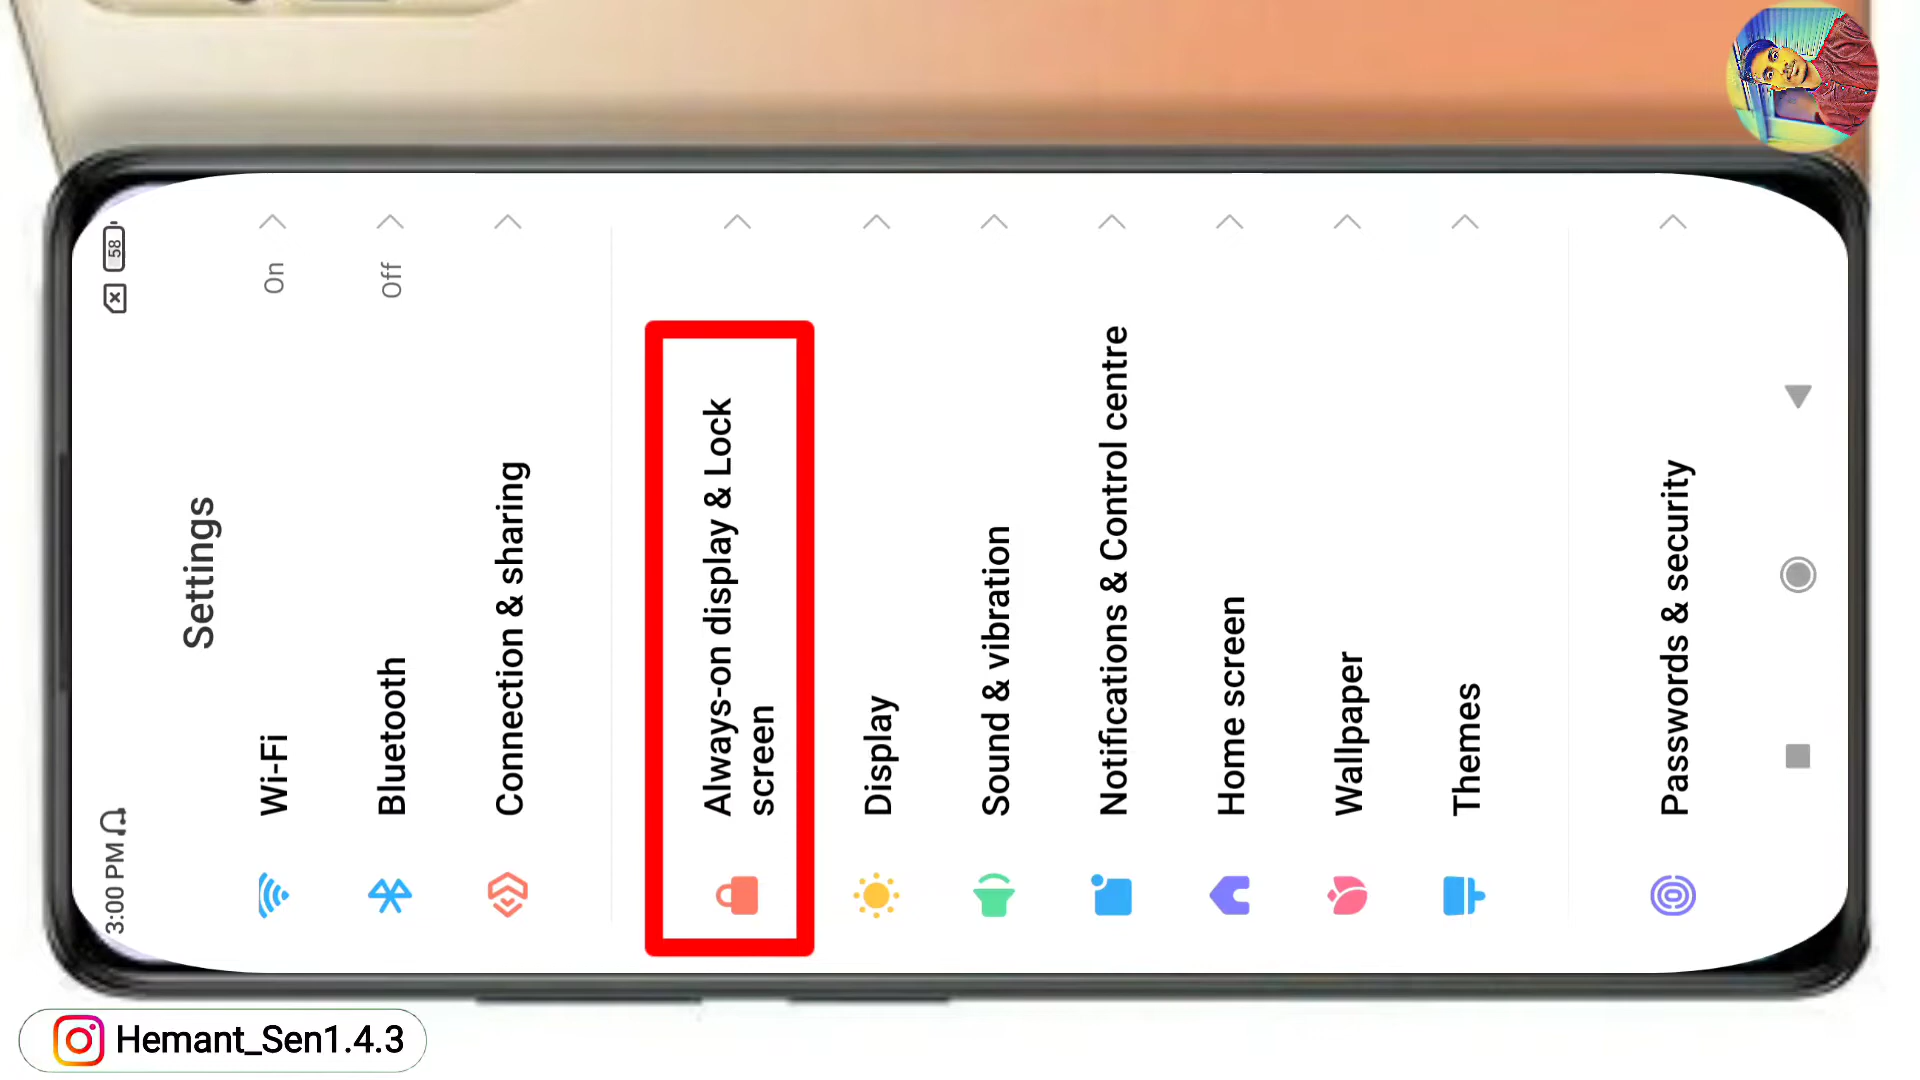 3:00 PM
58
Settings
Wi-Fi
On
Bluetooth
Off
Connection & sharing
Always-on display & Lock
screen
Display
Sound & vibration
Notifications & Control centre
Home screen
Wallpaper
Themes
Passwords & security
Hemant_Sen1.4.3